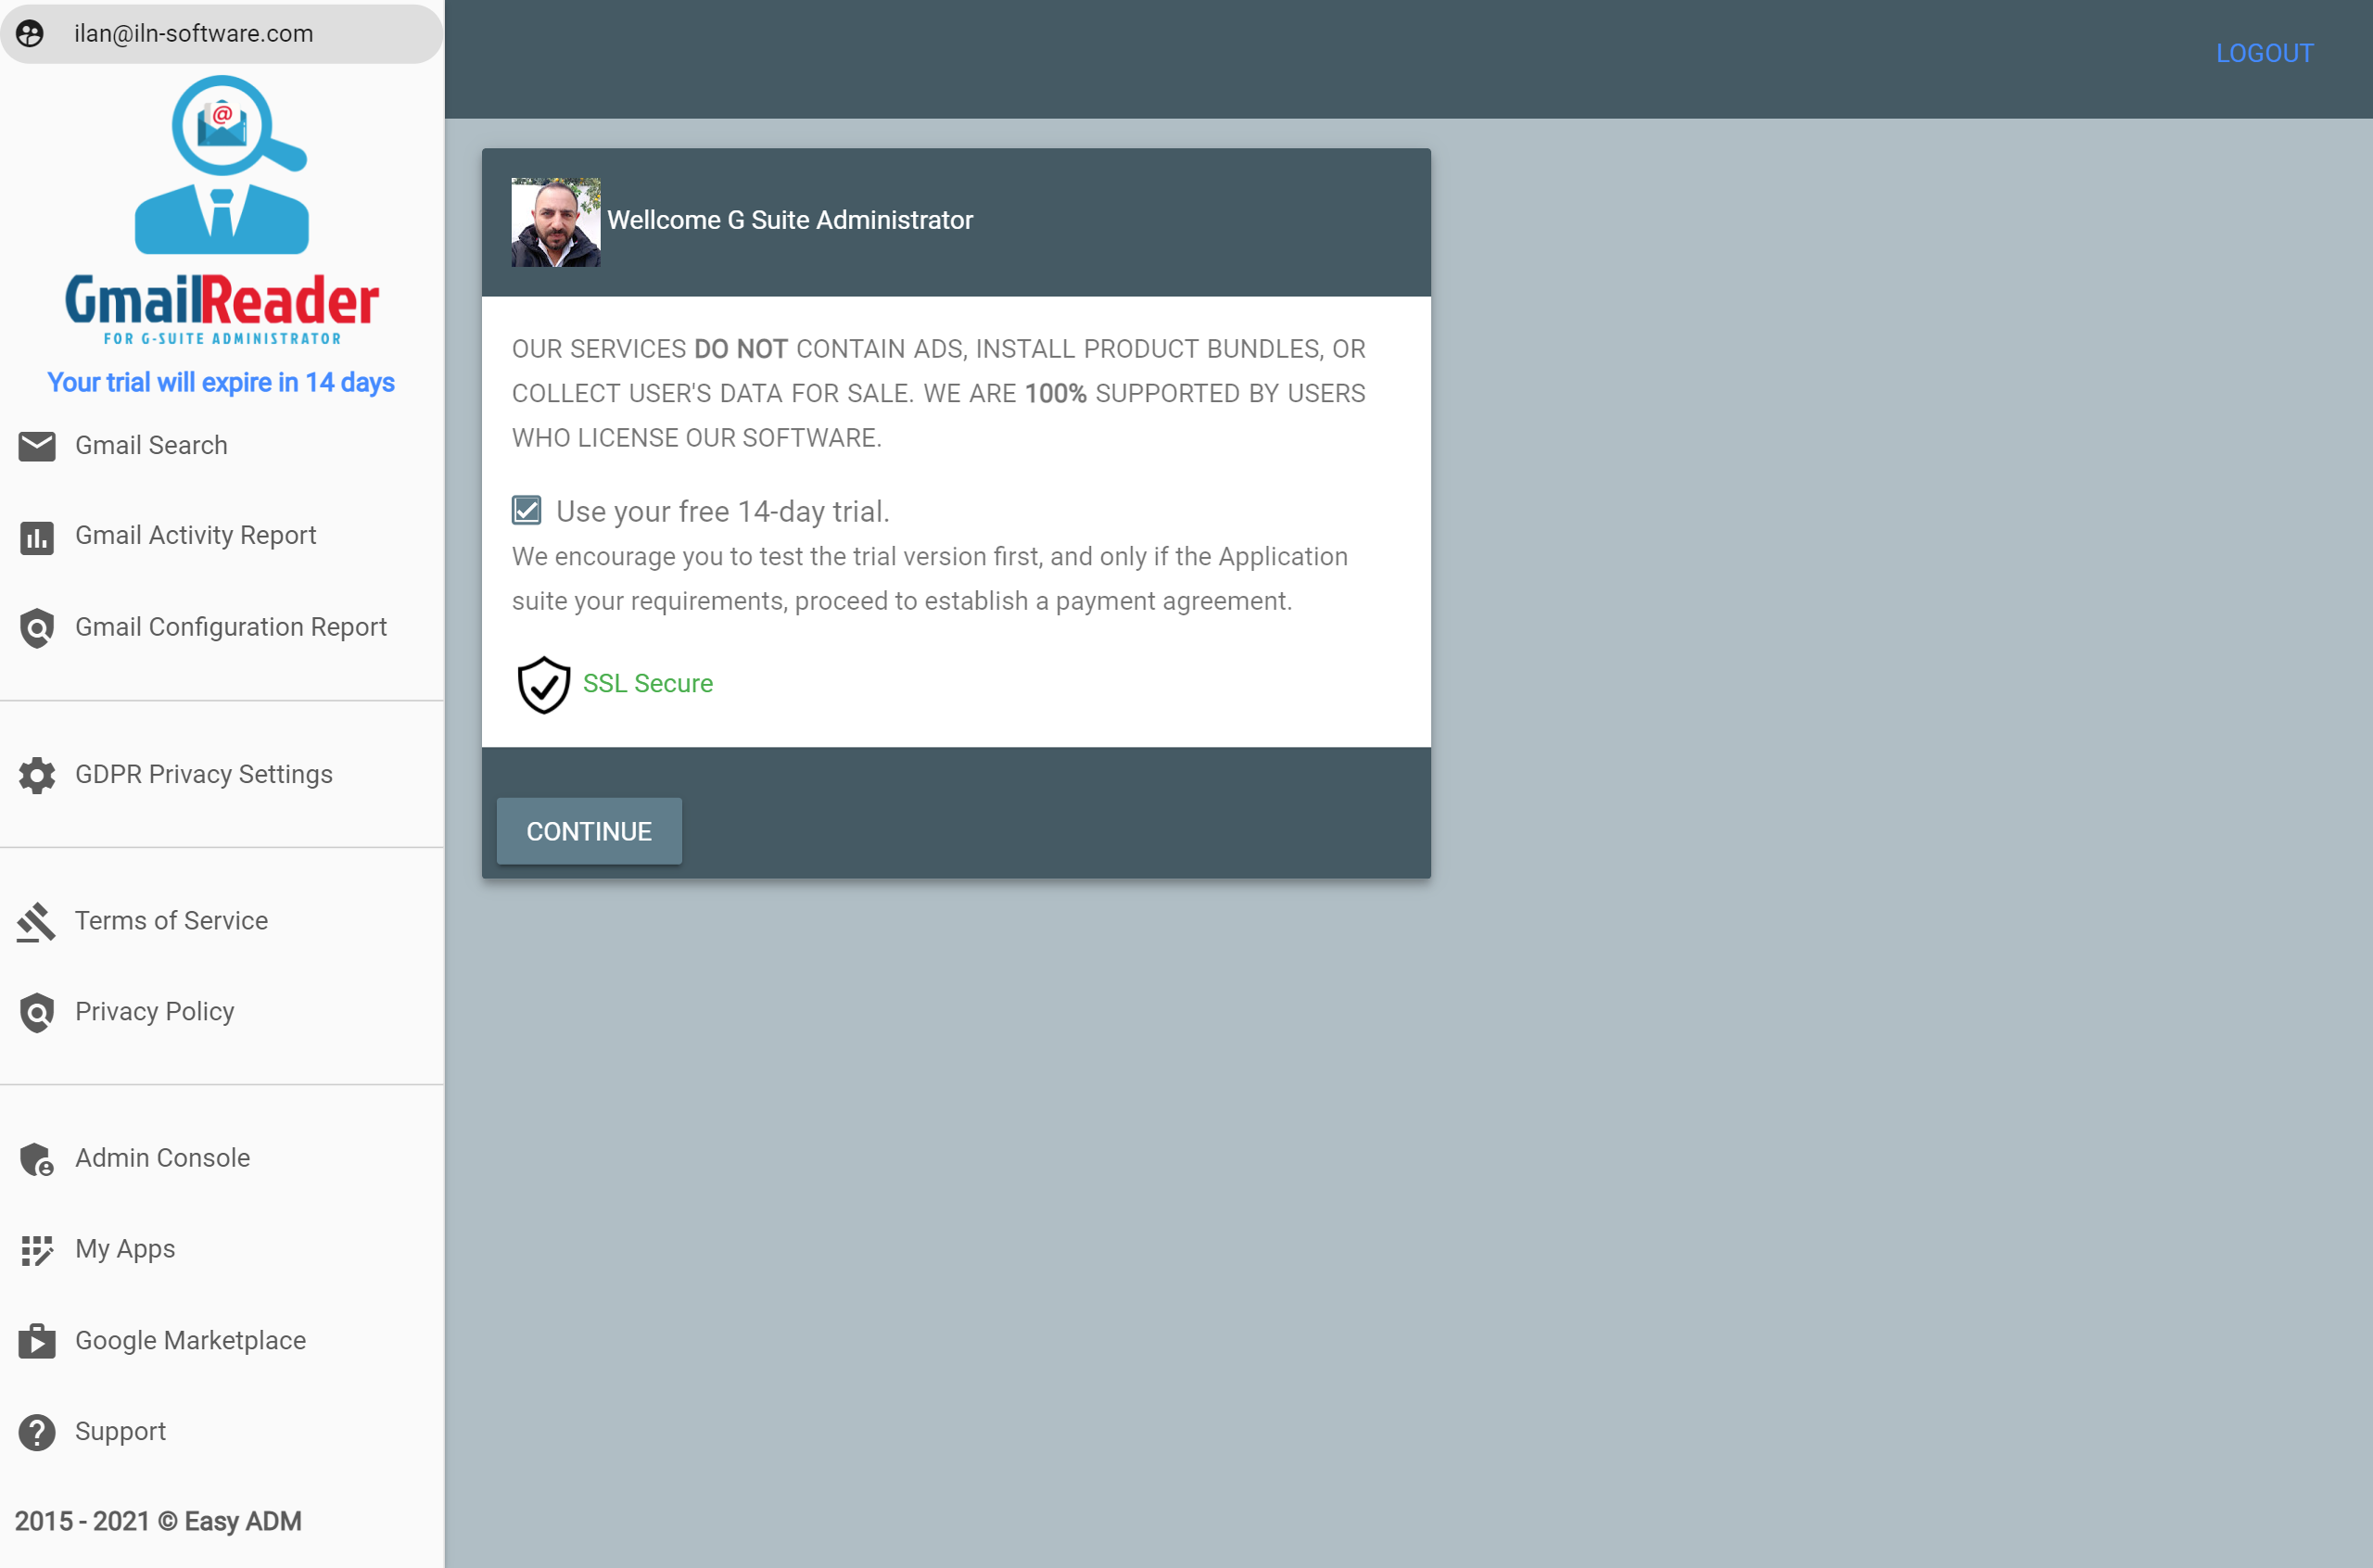 ilan@iln-software.com
@
GmailReader
FOR G-SUITE ADMINISTRATOR
Your trial will expire in 14 days
Gmail Search
Gmail Activity Report
Gmail Configuration Report
GDPR Privacy Settings
Terms of Service
Privacy Policy
Admin Console
My Apps
Google Marketplace
Support
2015 - 2021 © Easy ADM
LOGOUT
Wellcome G Suite Administrator
OUR SERVICES DO NOT CONTAIN ADS, INSTALL PRODUCT BUNDLES, OR
COLLECT USER'S DATA FOR SALE. WE ARE 100% SUPPORTED BY USERS
WHO LICENSE OUR SOFTWARE.
Use your free 14-day trial.
We encourage you to test the trial version first, and only if the Application
suite your requirements, proceed to establish a payment agreement.
SSL Secure
CONTINUE